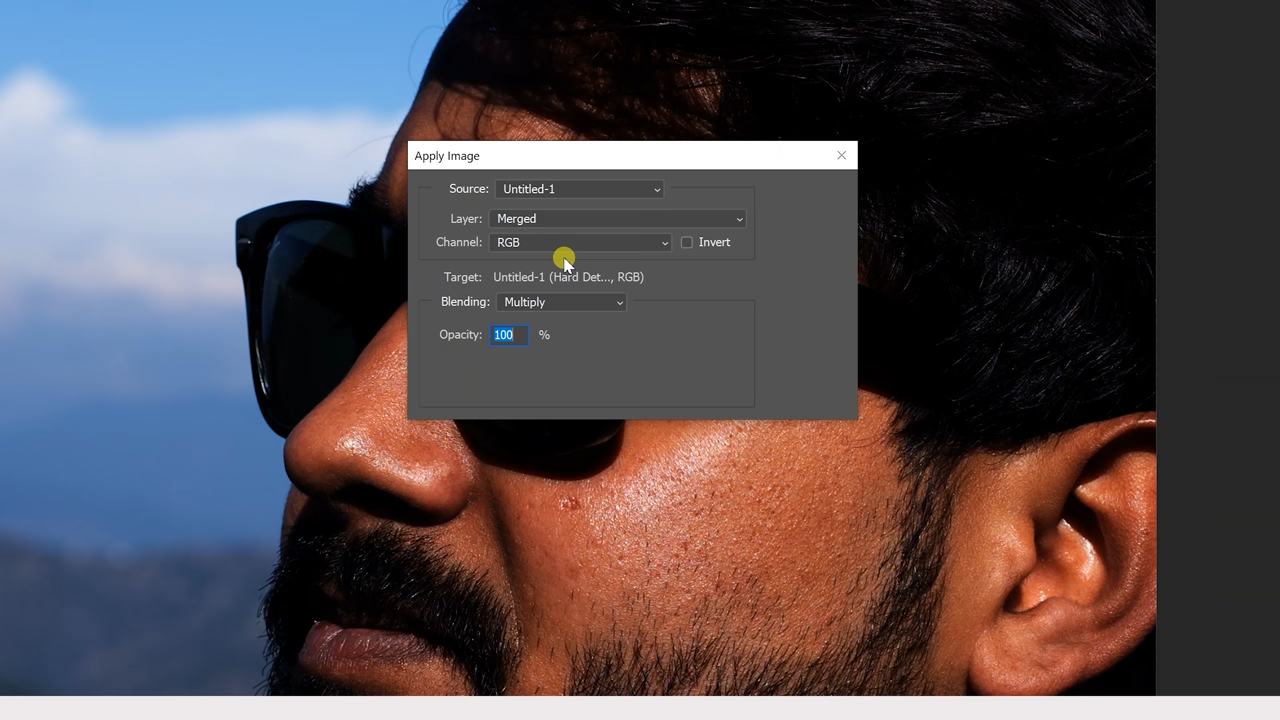 Apply Image
Source: Untitled-1
Layer: Merged
Channel: RGB Invert
Target: Untitled-1 (Hard Det..., RGB)
Blending: Multiply
Opacity: 100 %